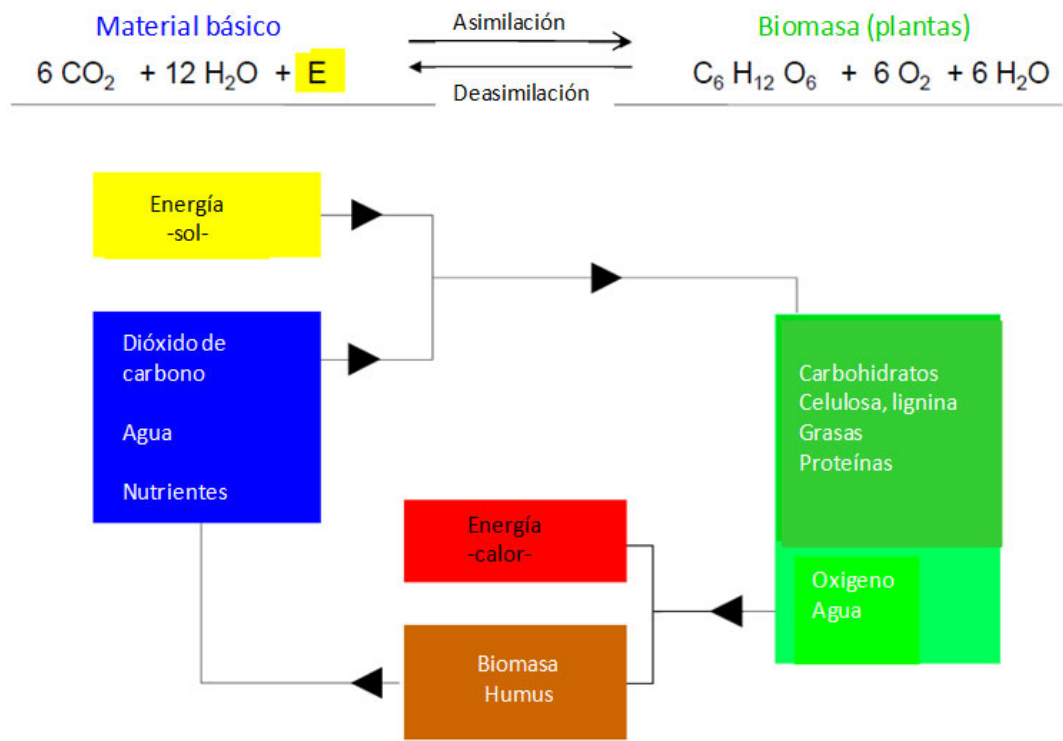 Material básico
Asimilación
Biomasa (plantas)
6 CO₂ + 12 H₂O + E
C₆ H₁₂ O₆ + 6 O₂ + 6 H₂O
Deasimilación
Energía
-sol-
Dióxido de
carbono
Agua
Nutrientes
Carbohidratos
Celulosa, lignina
Grasas
Proteínas
Energía
-calor-
Oxigeno
Agua
Biomasa
Humus